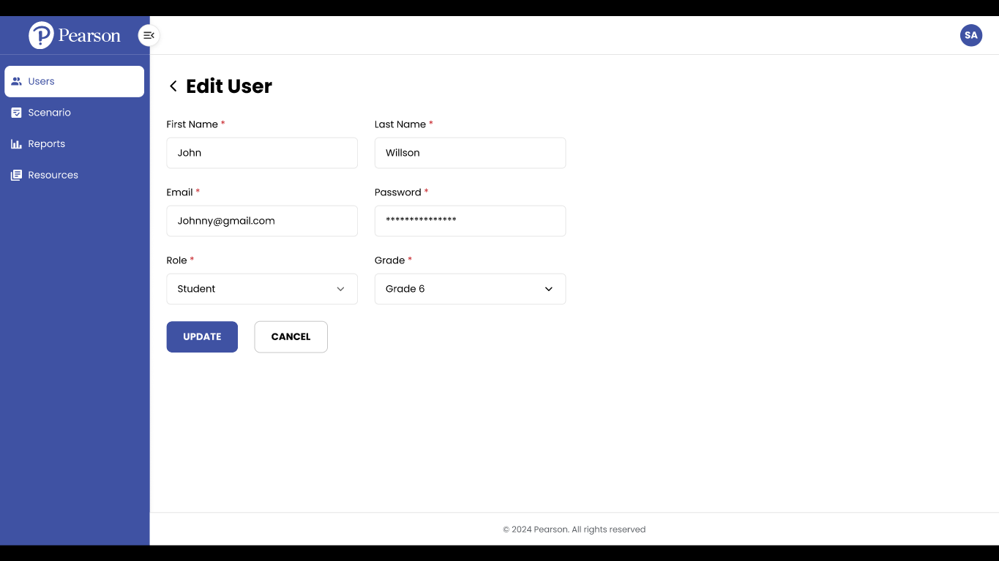 Pearson
SA
Users
Scenario
Reports
Resources
Edit User
First Name *
Last Name *
John
Willson
Email *
Password *
Johnny@gmail.com
***************
Role *
Grade *
Student
Grade 6
UPDATE
CANCEL
© 2024 Pearson. All rights reserved